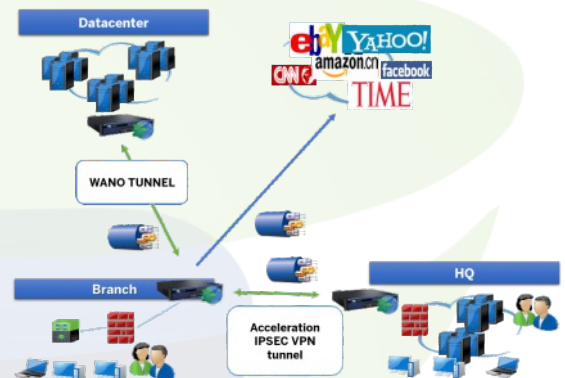 Datacenter
ebaY YAHOO!
amazon.cn
CNN facebook
TIME
WANO TUNNEL
Branch
HQ
Acceleration
IPSEC VPN
tunnel